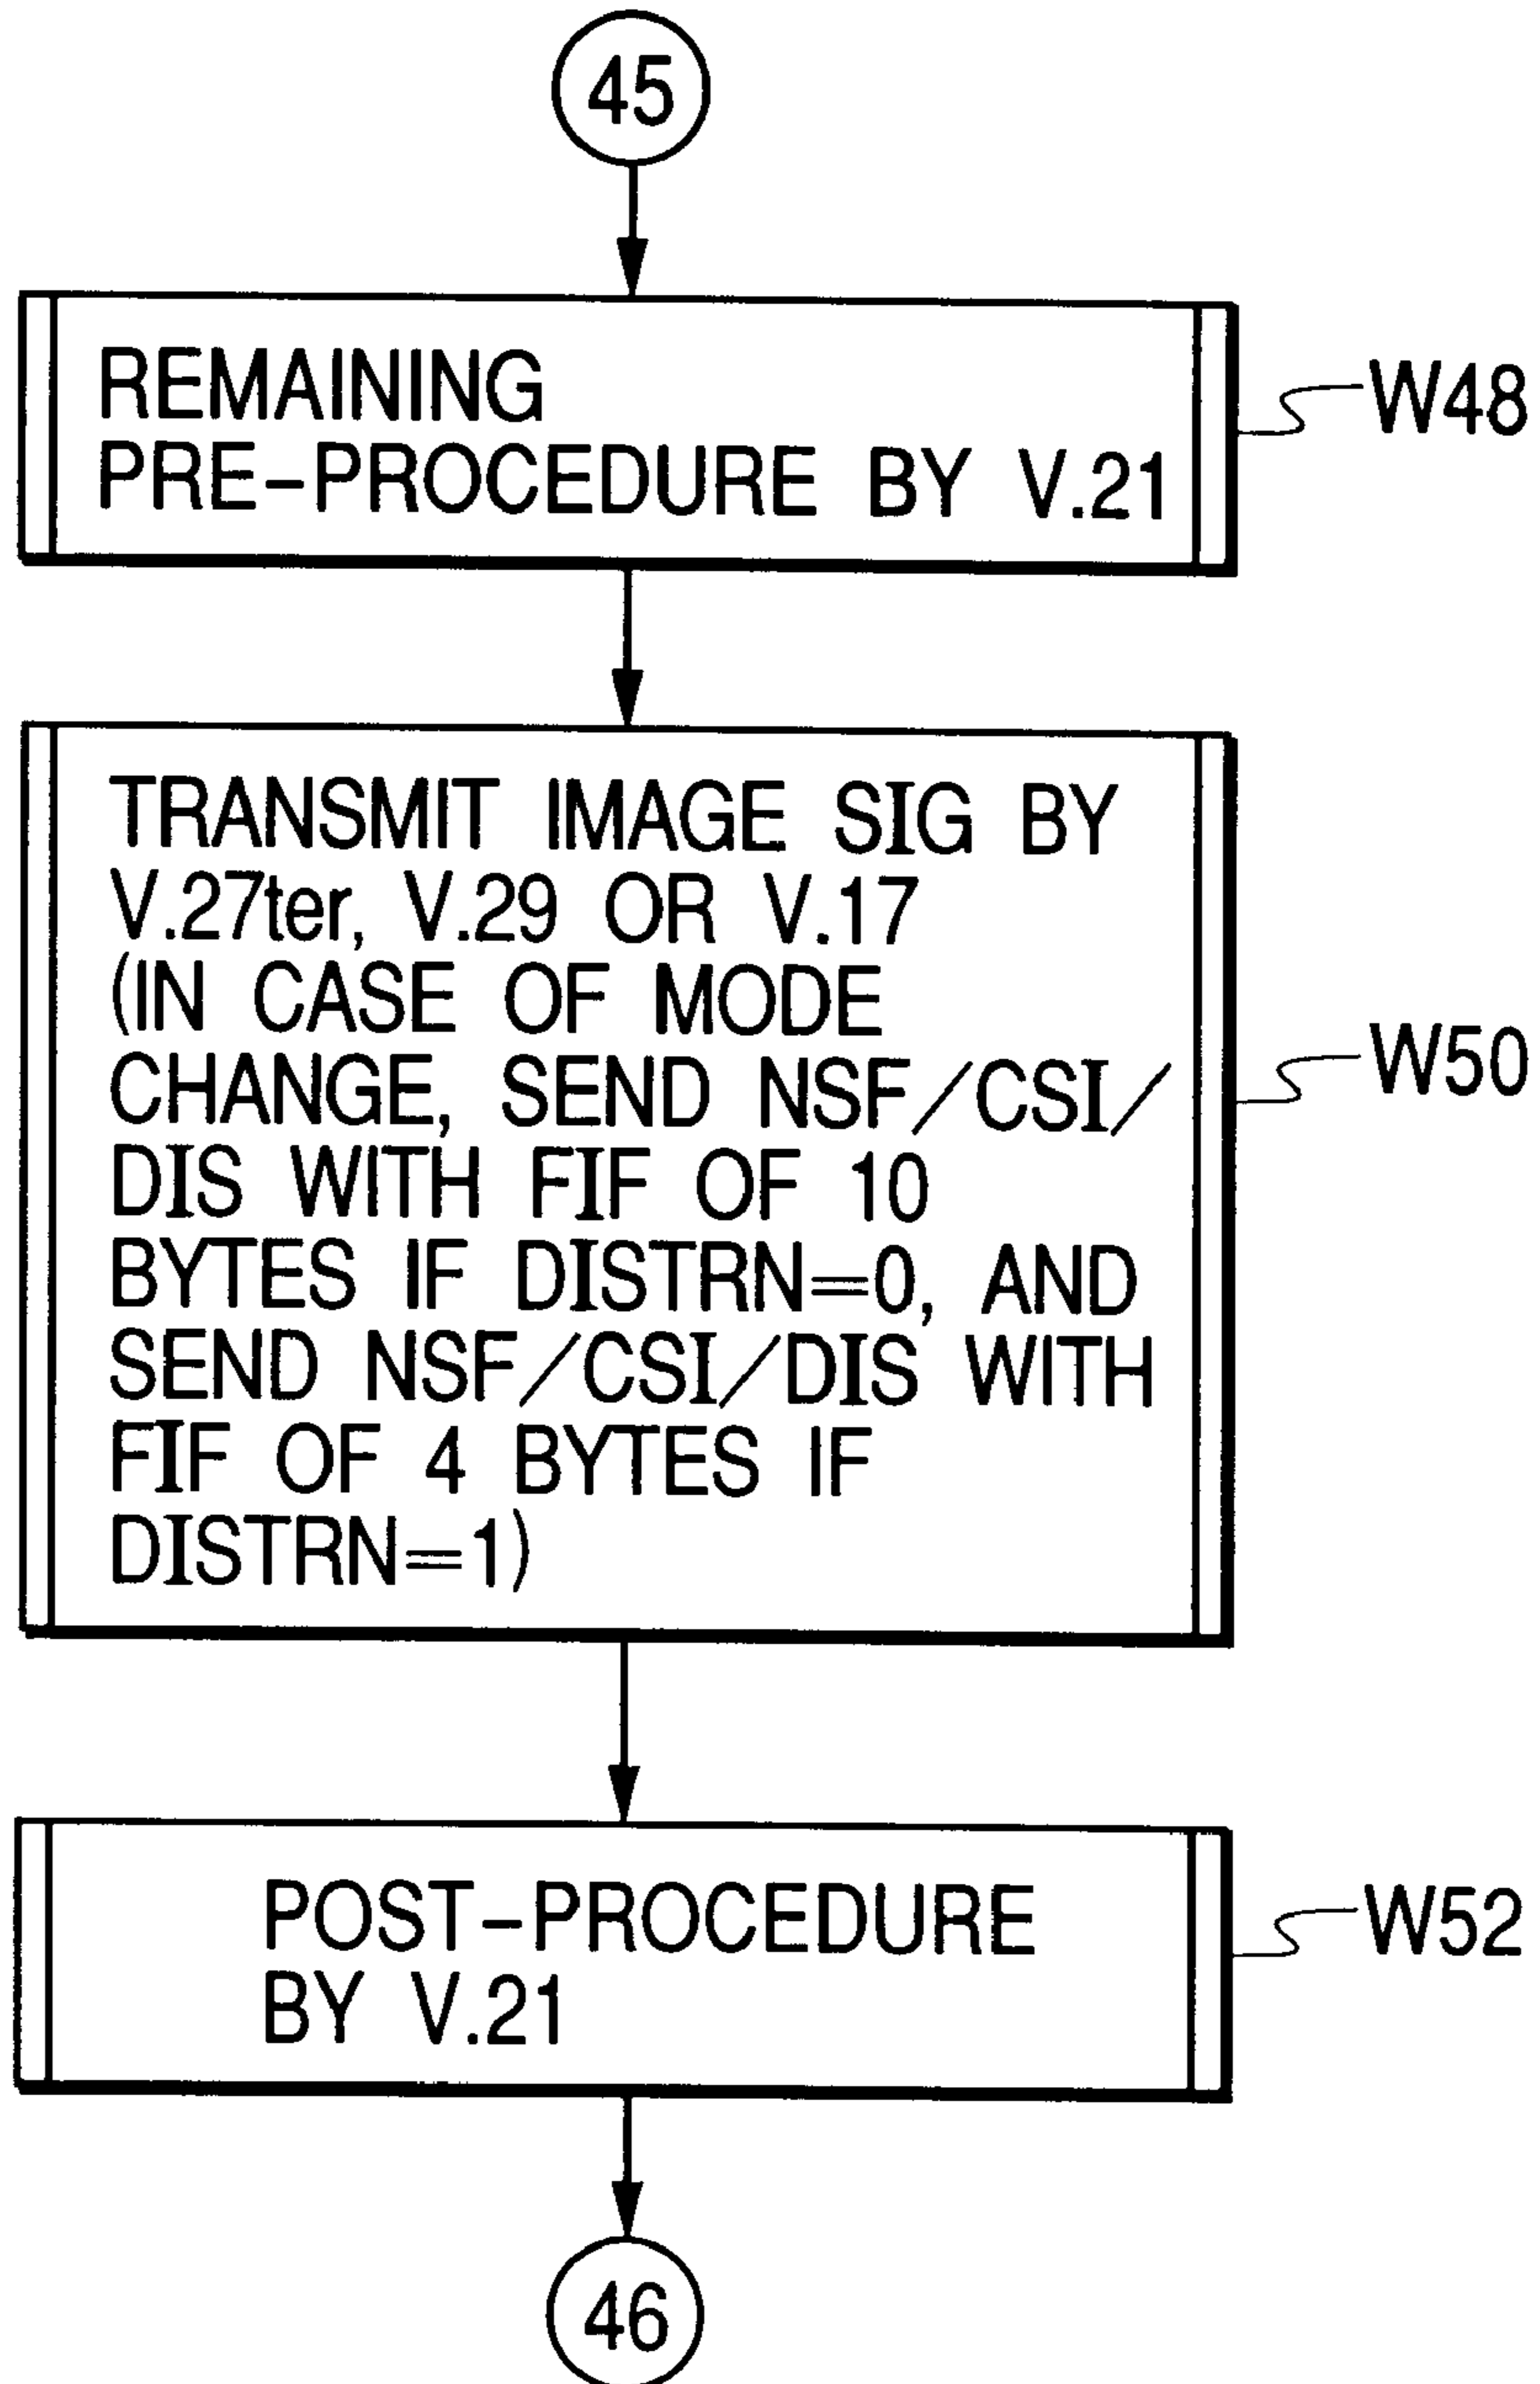 45
REMAINING
PRE-PROCEDURE BY V.21
W48
TRANSMIT IMAGE SIG BY
V.27ter, V.29 OR V.17
(IN CASE OF MODE
CHANGE, SEND NSF/CSI/
DIS WITH FIF OF 10
BYTES IF DISTRN=0, AND
SEND NSF/CSI/DIS WITH
FIF OF 4 BYTES IF
DISTRN=1)
W50
POST-PROCEDURE
BY V.21
W52
46